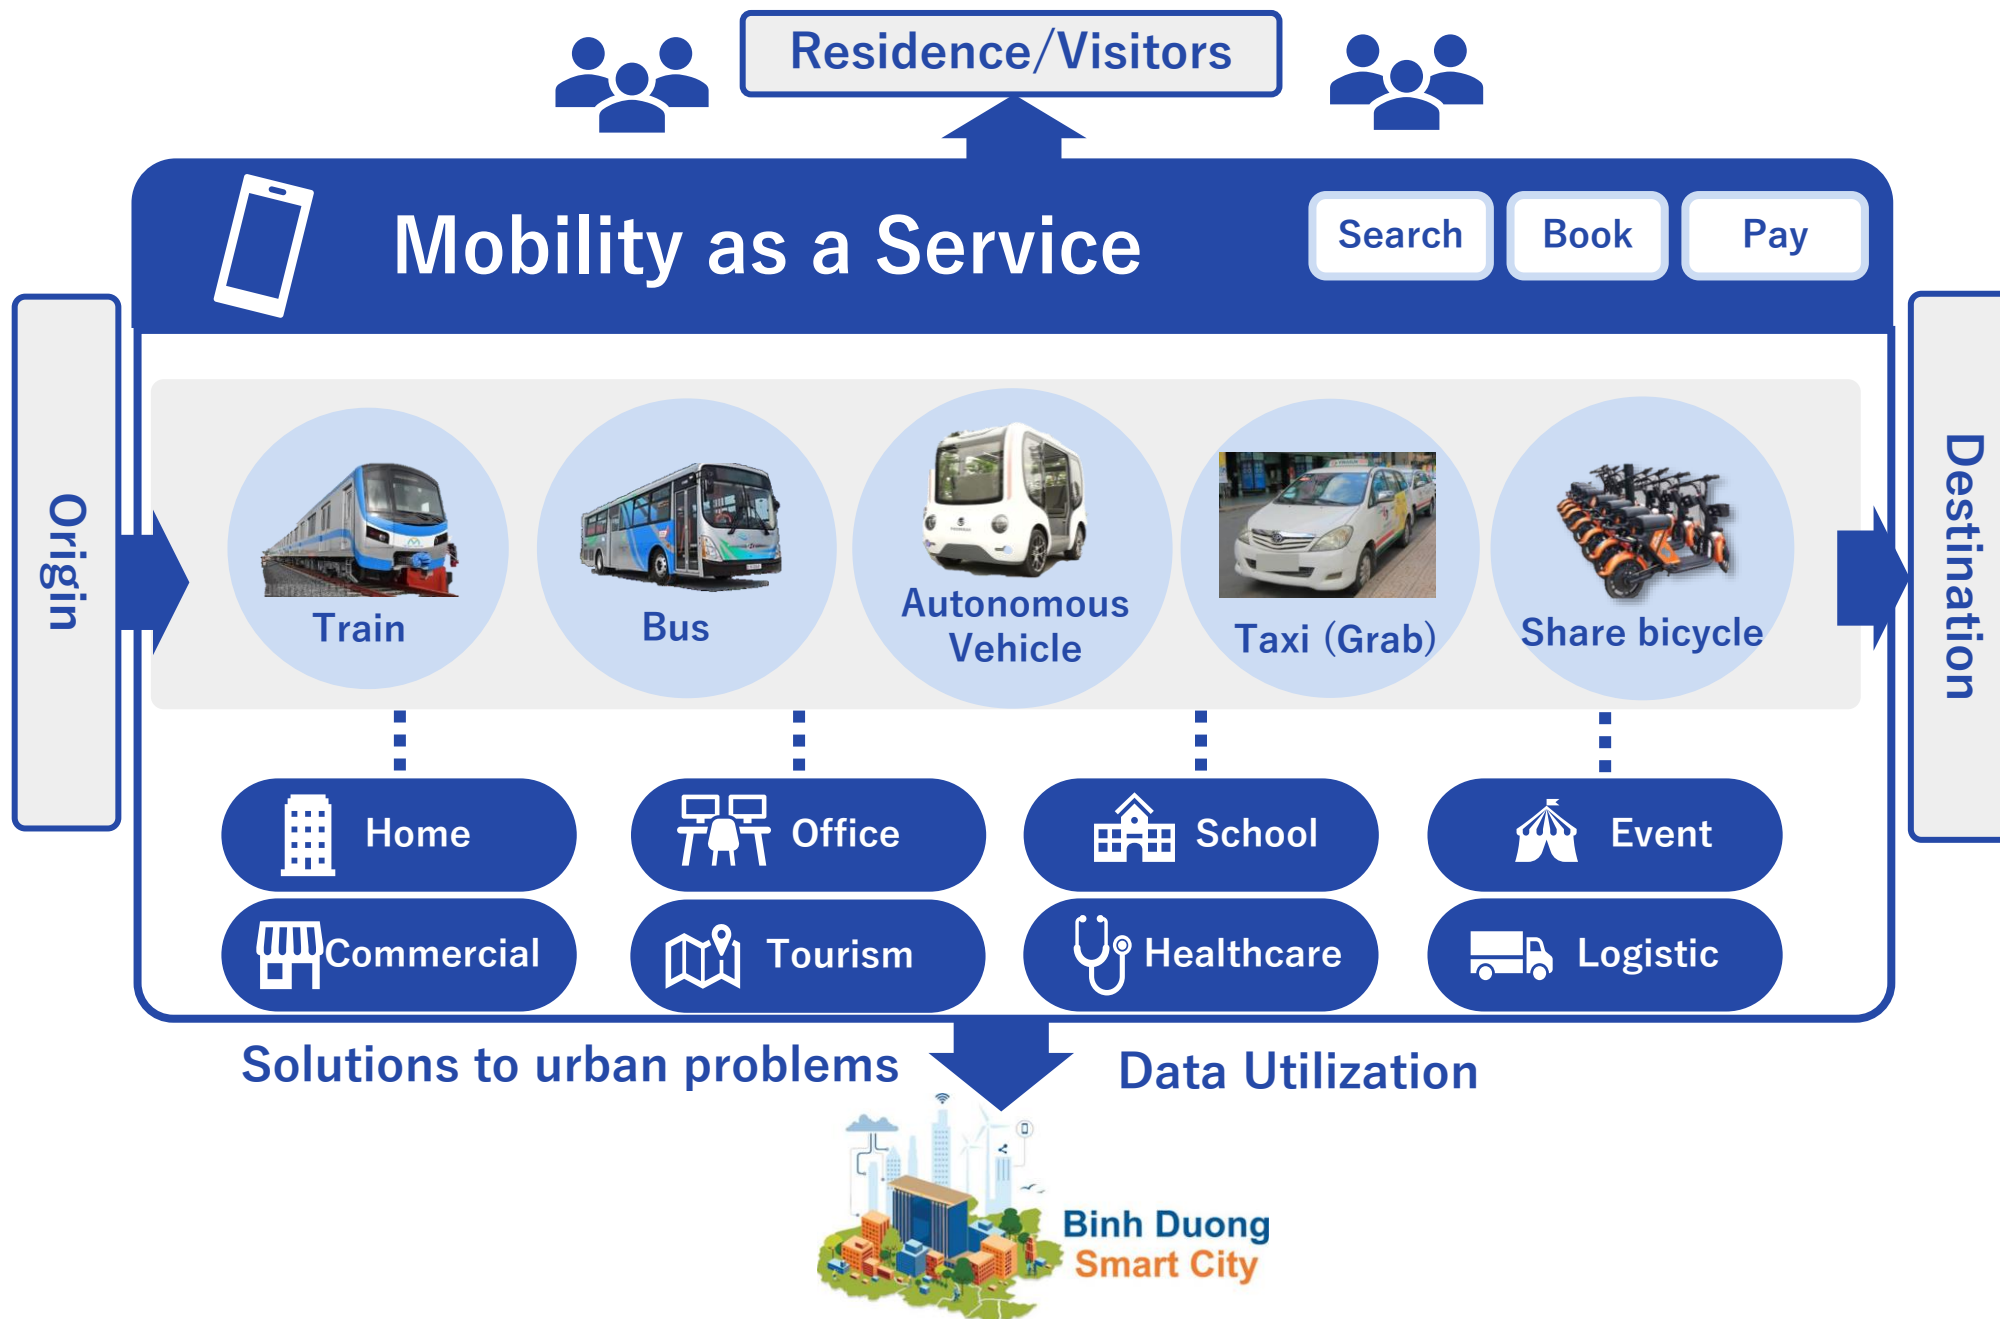 Residence/Visitors
Mobility as a Service
Search
Book
Pay
Origin
Destination
Train
Bus
Autonomous
Vehicle
Taxi (Grab)
Share bicycle
Home
Office
School
Event
Commercial
Tourism
Healthcare
Logistic
Solutions to urban problems
Data Utilization
Binh Duong
Smart City